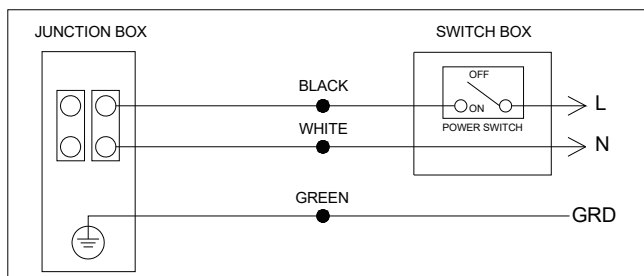 JUNCTION BOX
SWITCH BOX
OFF
BLACK
ON
L
POWER SWITCH
WHITE
N
GREEN
GRD